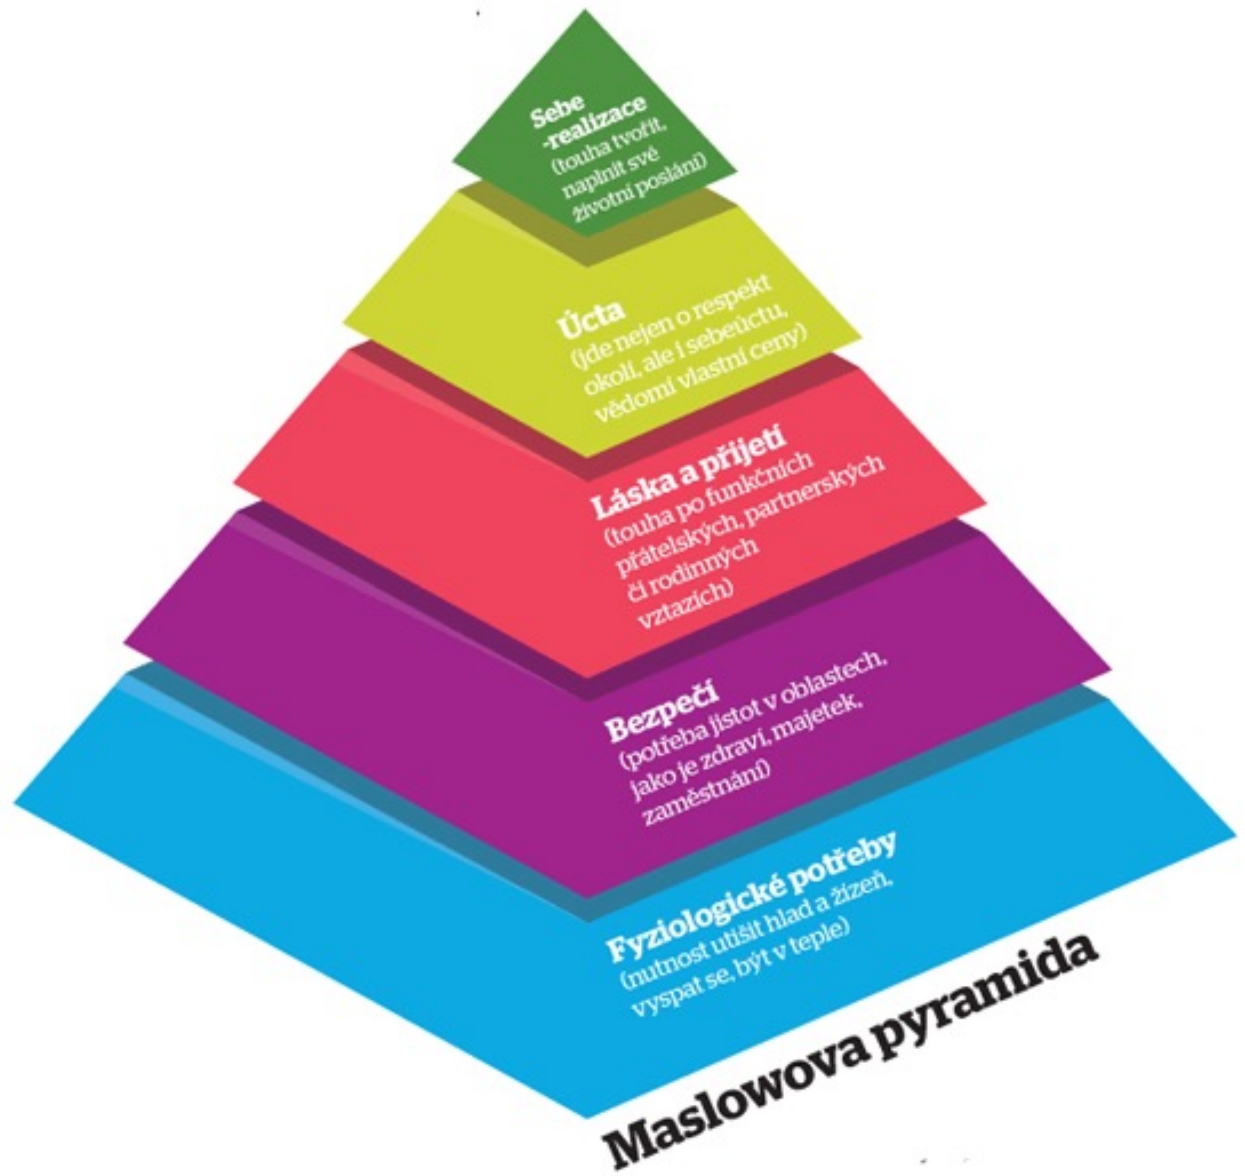 Sebe
-realizace
(touha tvořit,
naplnit své
životní poslání)
Úcta
(jde nejen o respekt
okolí, ale i sebeúctu,
vědomí vlastní ceny)
Láska a přijetí
(touha po funkčních
přátelských, partnerských
či rodinných
vztazích)
Bezpečí
(potřeba jistot v oblastech,
jako je zdraví, majetek,
zaměstnání)
Fyziologické potřeby
(nutnost utišit hlad a žízeň,
vyspat se, být v teple)
Maslowova pyramida